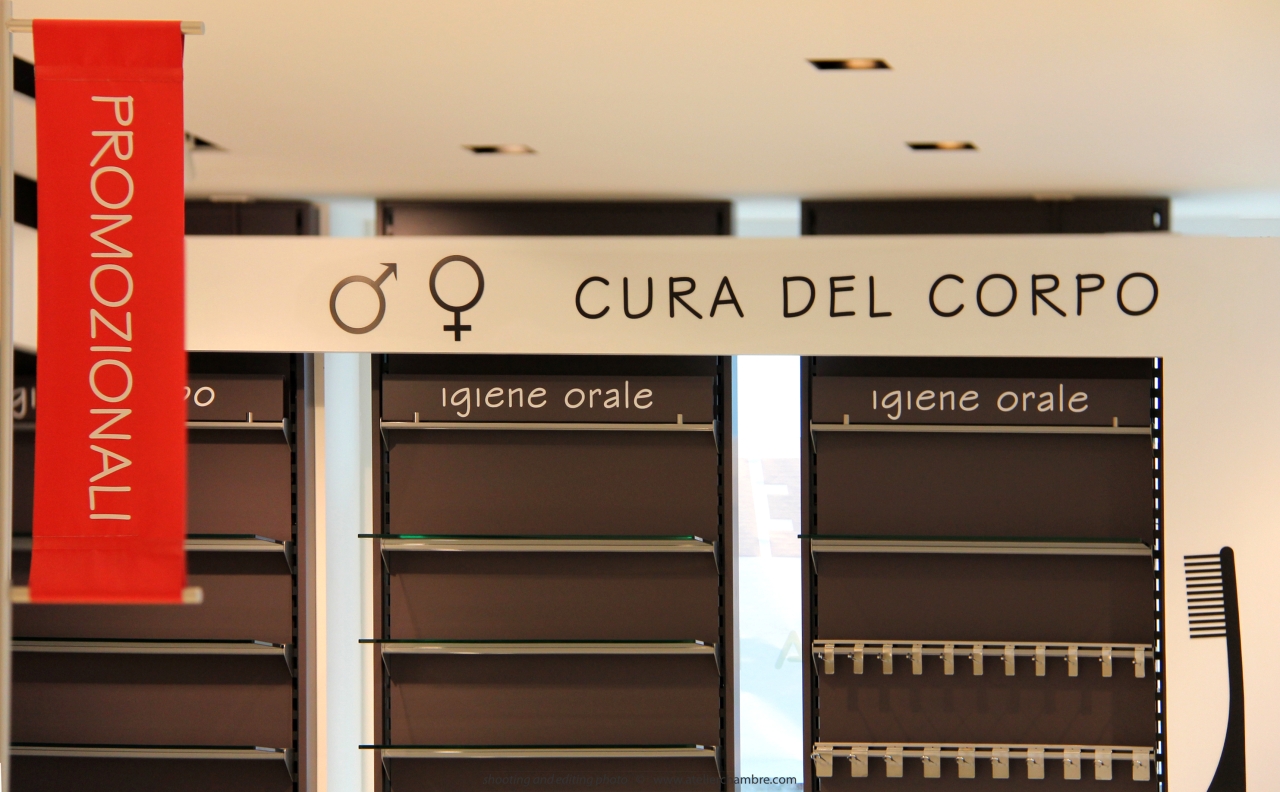 PROMOZIONALI
CURA DEL CORPO
igiene orale
igiene orale